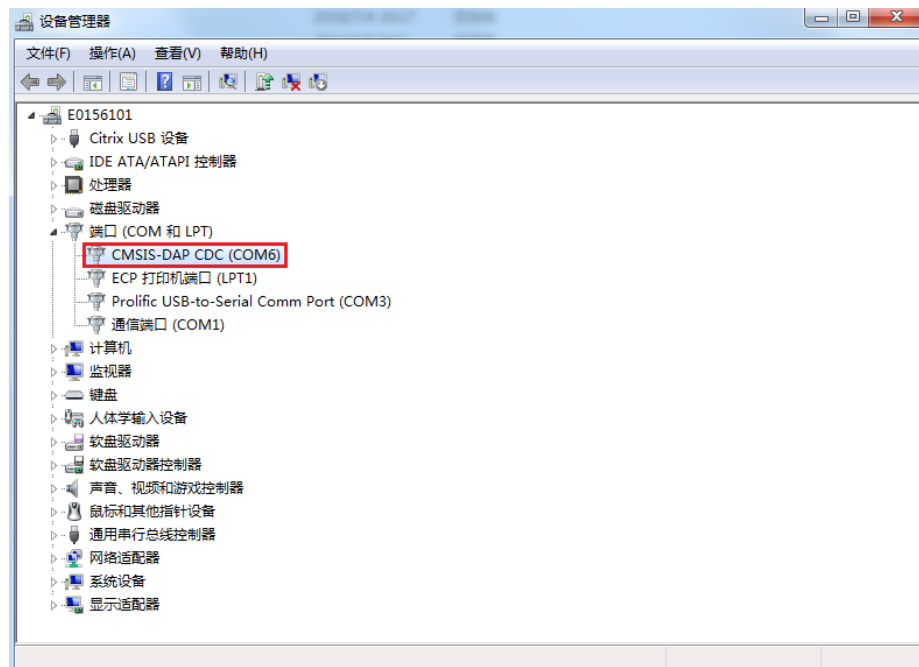 设备管理器
文件(F) 操作(A) 查看(V) 帮助(H)
E0156101
Citrix USB 设备
IDE ATA/ATAPI 控制器
处理器
磁盘驱动器
端口 (COM 和 LPT)
CMSIS-DAP CDC (COM6)
ECP 打印机端口 (LPT1)
Prolific USB-to-Serial Comm Port (COM3)
通信端口 (COM1)
计算机
监视器
键盘
人体学输入设备
软盘驱动器
软盘驱动器控制器
声音、视频和游戏控制器
鼠标和其他指针设备
通用串行总线控制器
网络适配器
系统设备
显示适配器